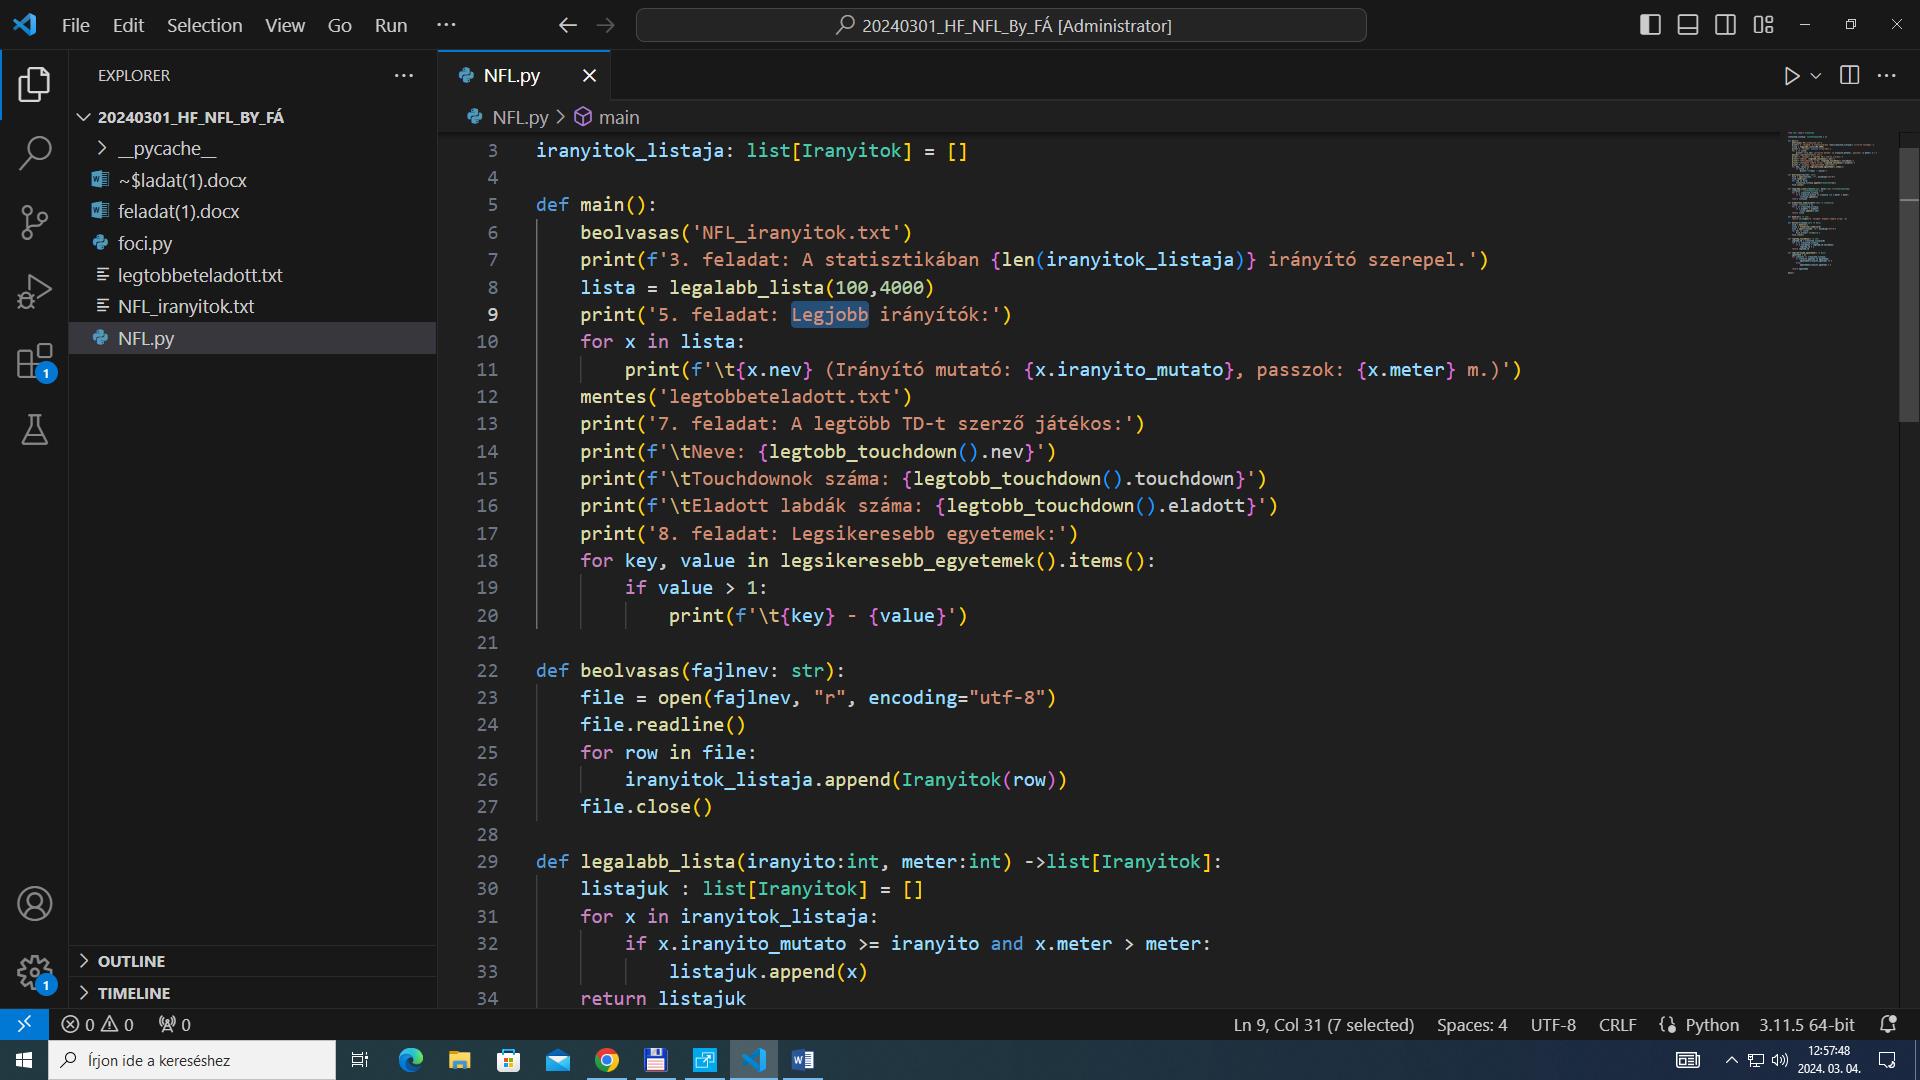 File Edit Selection View Go Run ···
20240301_HF_NFL_By_FÁ [Administrator]
EXPLORER
NFL.py
20240301_HF_NFL_BY_FÁ
NFL.py > main
__pycache__
~$ladat(1).docx
feladat(1).docx
foci.py
legtobbeteladott.txt
NFL_iranyitok.txt
NFL.py
3 iranyitok_listaja: list[Iranyitok] = []
4
5 def main():
6     beolvasas('NFL_iranyitok.txt')
7     print(f'3. feladat: A statisztikában {len(iranyitok_listaja)} irányító szerepel.')
8     lista = legalabb_lista(100,4000)
9     print('5. feladat: Legjobb irányítók:')
10     for x in lista:
11         print(f'\t{x.nev} (Irányító mutató: {x.iranyito_mutato}, passzok: {x.meter} m.)')
12     mentes('legtobbeteladott.txt')
13     print('7. feladat: A legtöbb TD-t szerző játékos:')
14     print(f'\tNeve: {legtobb_touchdown().nev}')
15     print(f'\tTouchdownok száma: {legtobb_touchdown().touchdown}')
16     print(f'\tEladott labdák száma: {legtobb_touchdown().eladott}')
17     print('8. feladat: Legsikeresebb egyetemek:')
18     for key, value in legsikeresebb_egyetemek().items():
19         if value > 1:
20             print(f'\t{key} - {value}')
21
22 def beolvasas(fajlnev: str):
23     file = open(fajlnev, "r", encoding="utf-8")
24     file.readline()
25     for row in file:
26         iranyitok_listaja.append(Iranyitok(row))
27     file.close()
28
29 def legalabb_lista(iranyito:int, meter:int) ->list[Iranyitok]:
30     listajuk : list[Iranyitok] = []
31     for x in iranyitok_listaja:
32         if x.iranyito_mutato >= iranyito and x.meter > meter:
33             listajuk.append(x)
34     return listajuk
1
1
OUTLINE
TIMELINE
0 0 0
Ln 9, Col 31 (7 selected) Spaces: 4 UTF-8 CRLF Python 3.11.5 64-bit
Írjon ide a kereséshez
12:57:48
2024. 03. 04.